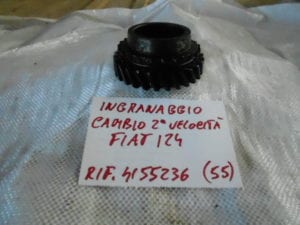 INGRANAGGIO
CAMBIO 2ª VELOCITÀ
FIAT 124
RIF. 4155236 (55)